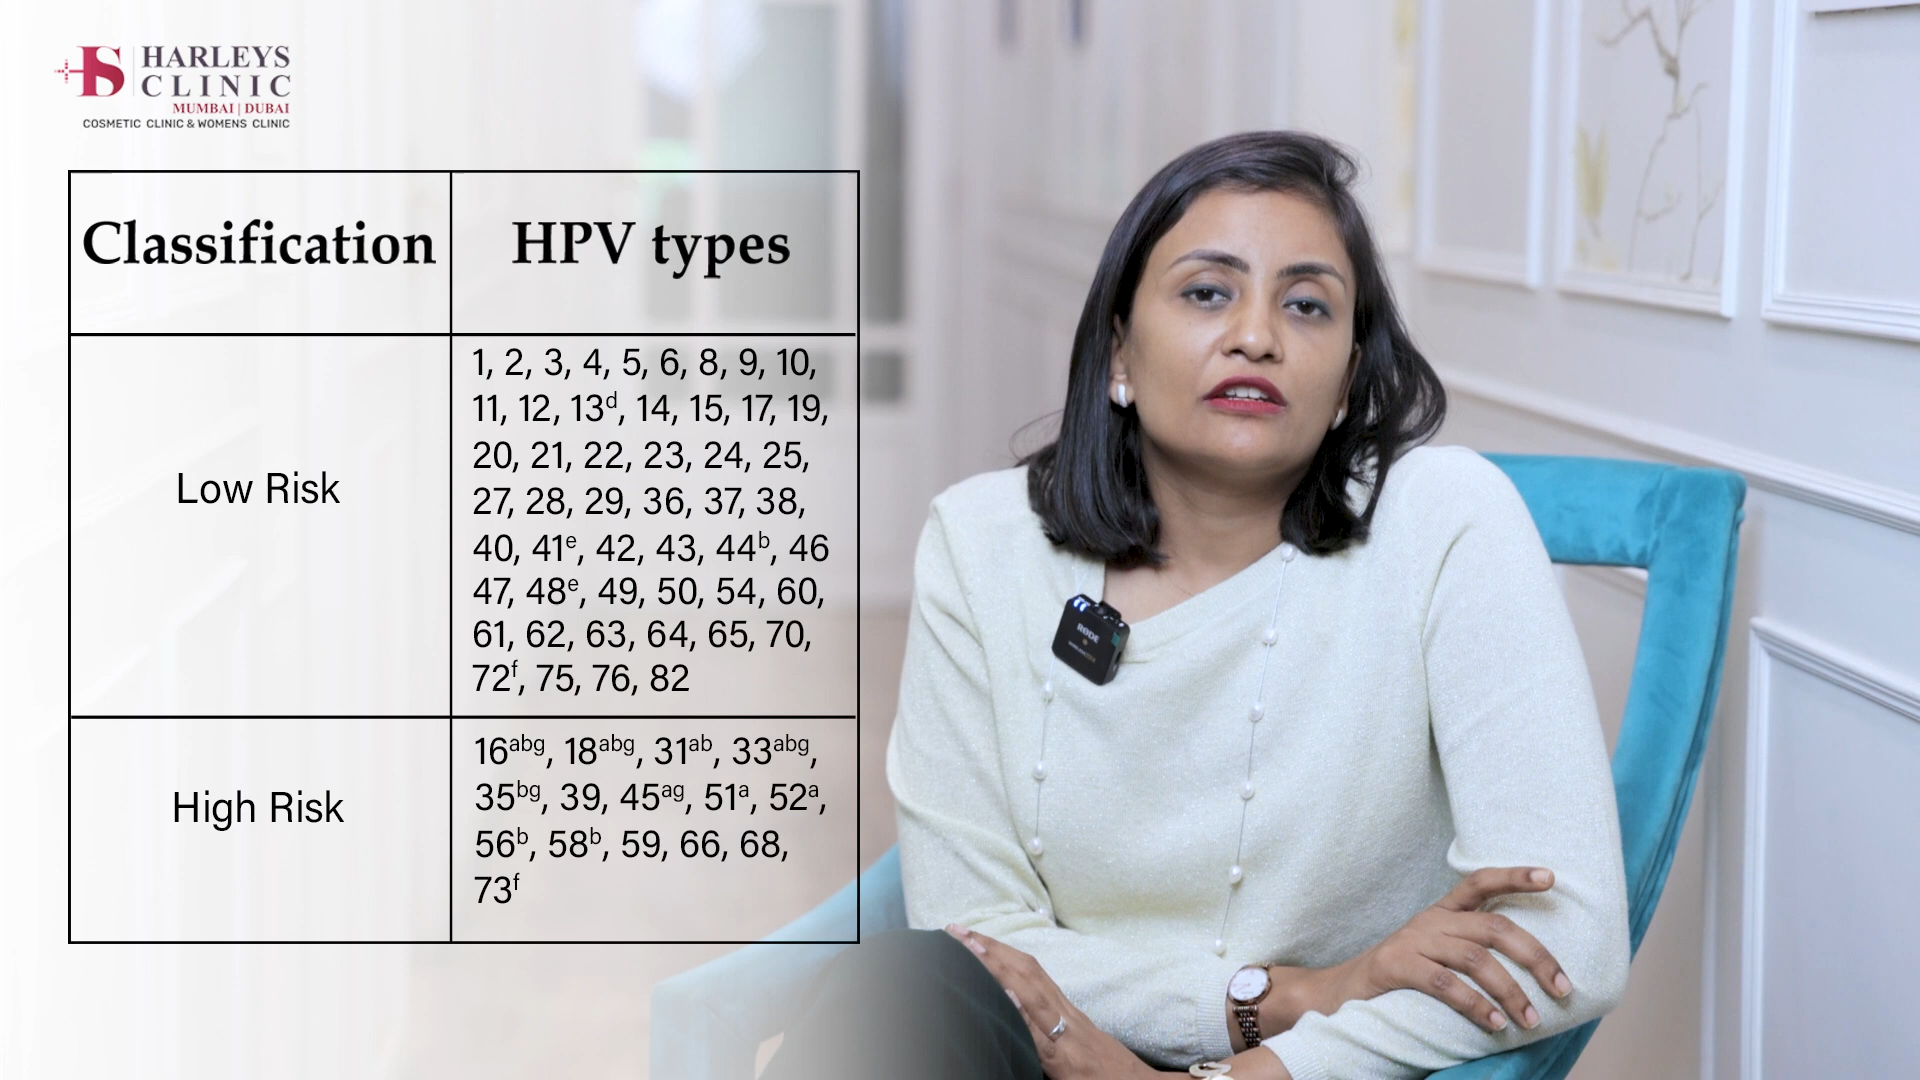 HARLEYS
CLINIC
MUMBAI | DUBAI
COSMETIC CLINIC & WOMENS CLINIC
Classification
HPV types
Low Risk
1, 2, 3, 4, 5, 6, 8, 9, 10,
11, 12, 13ᵈ, 14, 15, 17, 19,
20, 21, 22, 23, 24, 25,
27, 28, 29, 36, 37, 38,
40, 41ᵉ, 42, 43, 44ᵇ, 46
47, 48ᵉ, 49, 50, 54, 60,
61, 62, 63, 64, 65, 70,
72ᶠ, 75, 76, 82
High Risk
16ᵃᵇᵍ, 18ᵃᵇᵍ, 31ᵃᵇ, 33ᵃᵇᵍ,
35ᵇᵍ, 39, 45ᵃᵍ, 51ᵃ, 52ᵃ,
56ᵇ, 58ᵇ, 59, 66, 68,
73ᶠ
RØDE